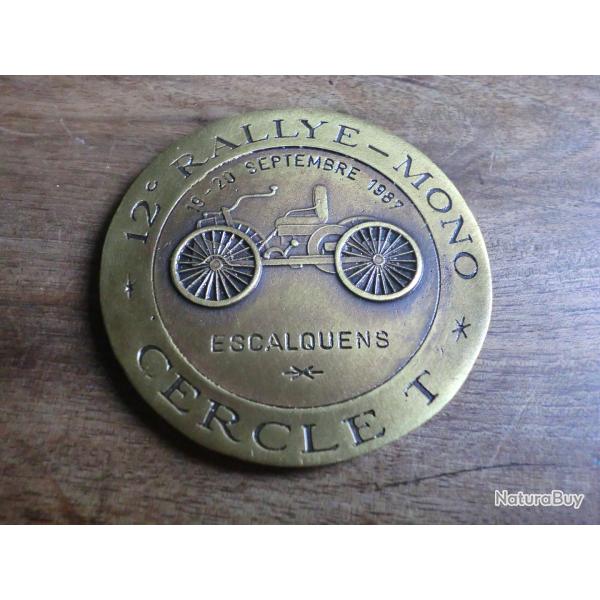 12e RALLYE-MONO
19-20 SEPTEMBRE 1987
ESCALQUENS
CERCLE T
NaturaBuy